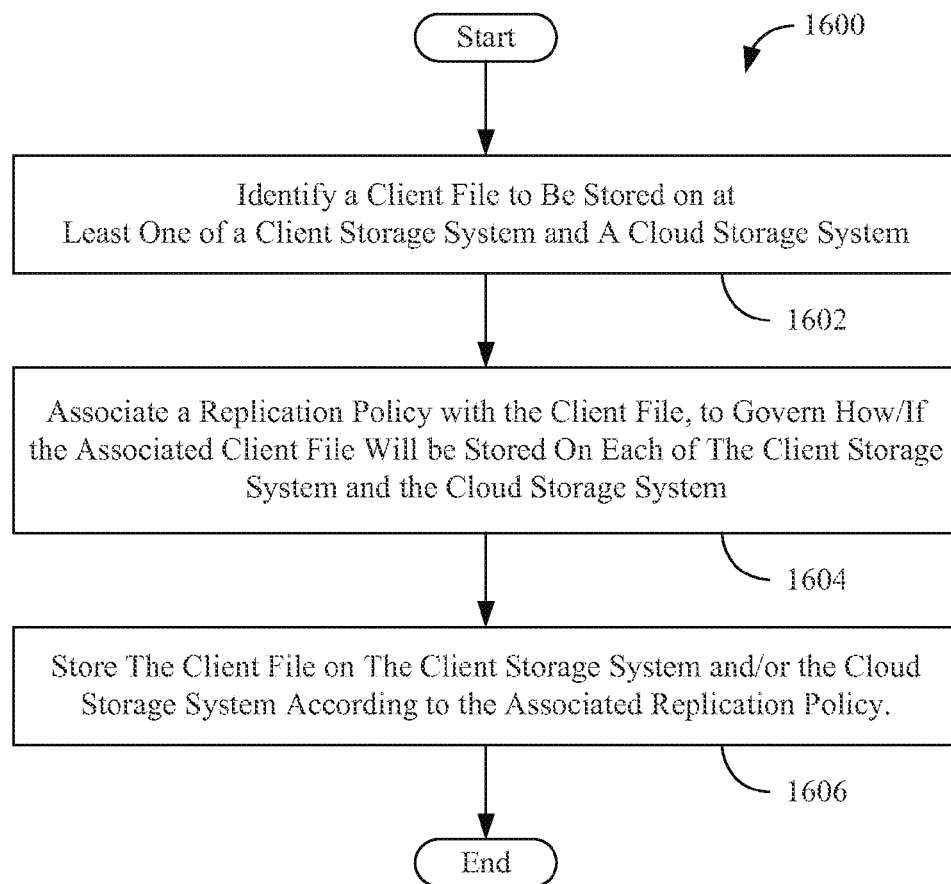 Start
1600
Identify a Client File to Be Stored on at
Least One of a Client Storage System and A Cloud Storage System
1602
Associate a Replication Policy with the Client File, to Govern How/If
the Associated Client File Will be Stored On Each of The Client Storage
System and the Cloud Storage System
1604
Store The Client File on The Client Storage System and/or the Cloud
Storage System According to the Associated Replication Policy.
1606
End